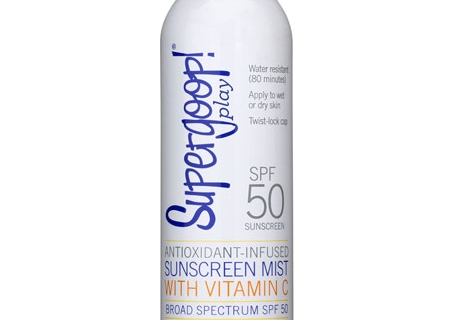 Supergoop!®
play
Water resistant
(80 minutes)
Apply to wet
or dry skin
Twist-lock cap
SPF
50
SUNSCREEN
ANTIOXIDANT-INFUSED
SUNSCREEN MIST
WITH VITAMIN C
BROAD SPECTRUM SPF 50